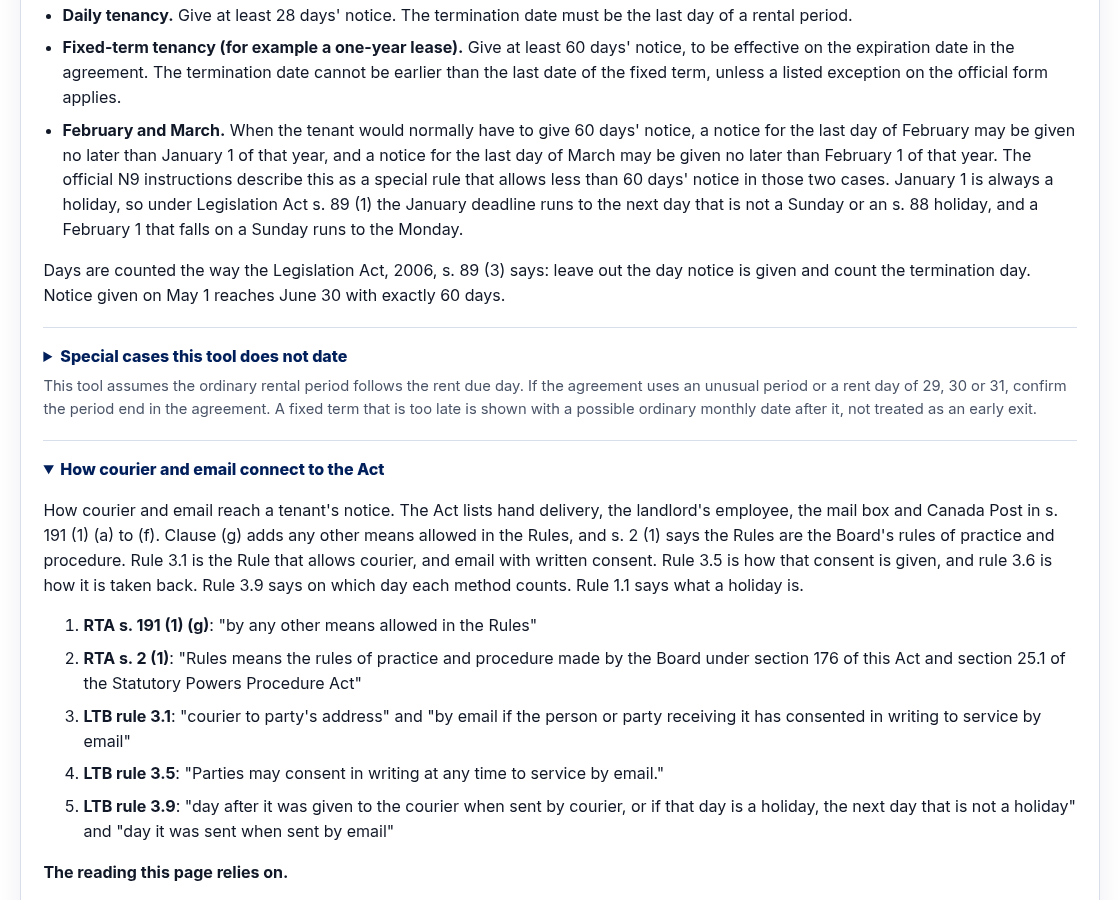 • Daily tenancy. Give at least 28 days' notice. The termination date must be the last day of a rental period.
• Fixed-term tenancy (for example a one-year lease). Give at least 60 days' notice, to be effective on the expiration date in the
agreement. The termination date cannot be earlier than the last date of the fixed term, unless a listed exception on the official form
applies.
• February and March. When the tenant would normally have to give 60 days' notice, a notice for the last day of February may be given
no later than January 1 of that year, and a notice for the last day of March may be given no later than February 1 of that year. The
official N9 instructions describe this as a special rule that allows less than 60 days' notice in those two cases. January 1 is always a
holiday, so under Legislation Act s. 89 (1) the January deadline runs to the next day that is not a Sunday or an s. 88 holiday, and a
February 1 that falls on a Sunday runs to the Monday.
Days are counted the way the Legislation Act, 2006, s. 89 (3) says: leave out the day notice is given and count the termination day.
Notice given on May 1 reaches June 30 with exactly 60 days.
▶ Special cases this tool does not date
This tool assumes the ordinary rental period follows the rent due day. If the agreement uses an unusual period or a rent day of 29, 30 or 31, confirm
the period end in the agreement. A fixed term that is too late is shown with a possible ordinary monthly date after it, not treated as an early exit.
▼ How courier and email connect to the Act
How courier and email reach a tenant's notice. The Act lists hand delivery, the landlord's employee, the mail box and Canada Post in s.
191 (1) (a) to (f). Clause (g) adds any other means allowed in the Rules, and s. 2 (1) says the Rules are the Board's rules of practice and
procedure. Rule 3.1 is the Rule that allows courier, and email with written consent. Rule 3.5 is how that consent is given, and rule 3.6 is
how it is taken back. Rule 3.9 says on which day each method counts. Rule 1.1 says what a holiday is.
1. RTA s. 191 (1) (g): "by any other means allowed in the Rules"
2. RTA s. 2 (1): "Rules means the rules of practice and procedure made by the Board under section 176 of this Act and section 25.1 of
the Statutory Powers Procedure Act"
3. LTB rule 3.1: "courier to party's address" and "by email if the person or party receiving it has consented in writing to service by
email"
4. LTB rule 3.5: "Parties may consent in writing at any time to service by email."
5. LTB rule 3.9: "day after it was given to the courier when sent by courier, or if that day is a holiday, the next day that is not a holiday"
and "day it was sent when sent by email"
The reading this page relies on.